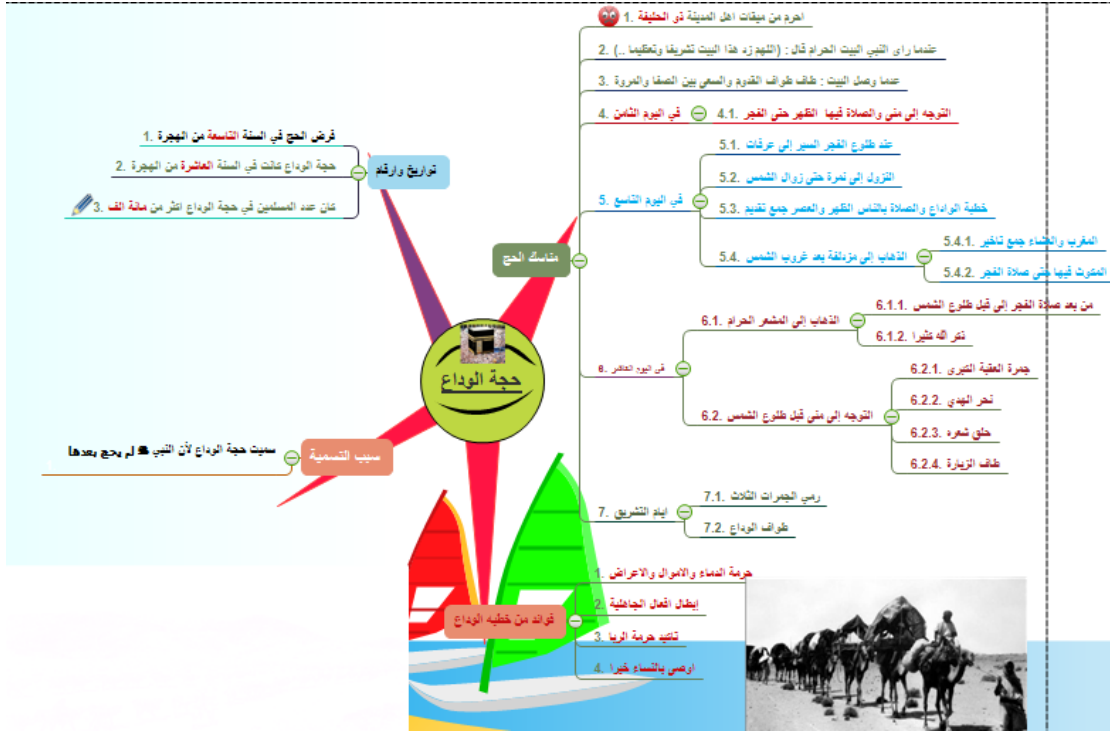 حجة الوداع
مناسك الحج
1. احرم من ميقات اهل المدينة ذو الحليفة
2. عندما راى النبي البيت الحرام قال : (اللهم زد هذا البيت تشريفا وتعظيما ..)
3. عندما وصل البيت : طاف طواف القدوم والسعي بين الصفا والمروة
4. في اليوم الثامن
4.1. التوجه إلى منى والصلاة فيها الظهر حتى الفجر
5. في اليوم التاسع
5.1. عند طلوع الفجر السير إلى عرفات
5.2. النزول إلى نمرة حتى زوال الشمس
5.3. خطبة الواداع والصلاة بالناس الظهر والعصر جمع تقديم
5.4. الذهاب إلى مزدلفة بعد غروب الشمس
5.4.1. المغرب والعشاء جمع تاخير
5.4.2. المكوث فيها حتى صلاة الفجر
6. في اليوم العاشر
6.1. الذهاب إلى المشعر الحرام
6.1.1. من بعد صلاة الفجر إلى قبل طلوع الشمس
6.1.2. ذكر الله كثيرا
6.2. التوجه إلى منى قبل طلوع الشمس
6.2.1. جمرة العقبة الكبرى
6.2.2. نحر الهدي
6.2.3. حلق شعره
6.2.4. طاف الزيارة
7. ايام التشريق
7.1. رمي الجمرات الثلاث
7.2. طواف الوداع
تواريخ وارقام
1. فرض الحج في السنة التاسعة من الهجرة
2. حجة الوداع كانت في السنة العاشرة من الهجرة
3. كان عدد المسلمين في حجة الوداع اكثر من مائة الف
سبب التسمية
سميت حجة الوداع لأن النبي ﷺ لم يحج بعدها
فوائد من خطبه الوداع
1. حرمة الدماء والاموال والاعراض
2. إبطال افعال الجاهلية
3. تاكيد حرمة الربا
4. اوصى بالنساء خيرا